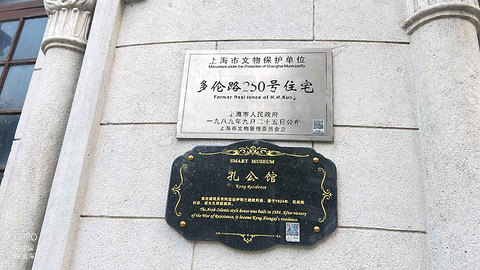 上海市文物保护单位
Monument under the Protection of Shanghai Municipality
多伦路250号住宅
Former Residence of H.H.Kung
上海市人民政府
一九八九年九月二十五日公布
上海市文物管理委员会立
SMART MUSEUM
孔公馆
Kong Residence
The Arab-Islamic style house was built in 1924. After victory
of the War of Resistance, it became Kong Xiangxi's residence.